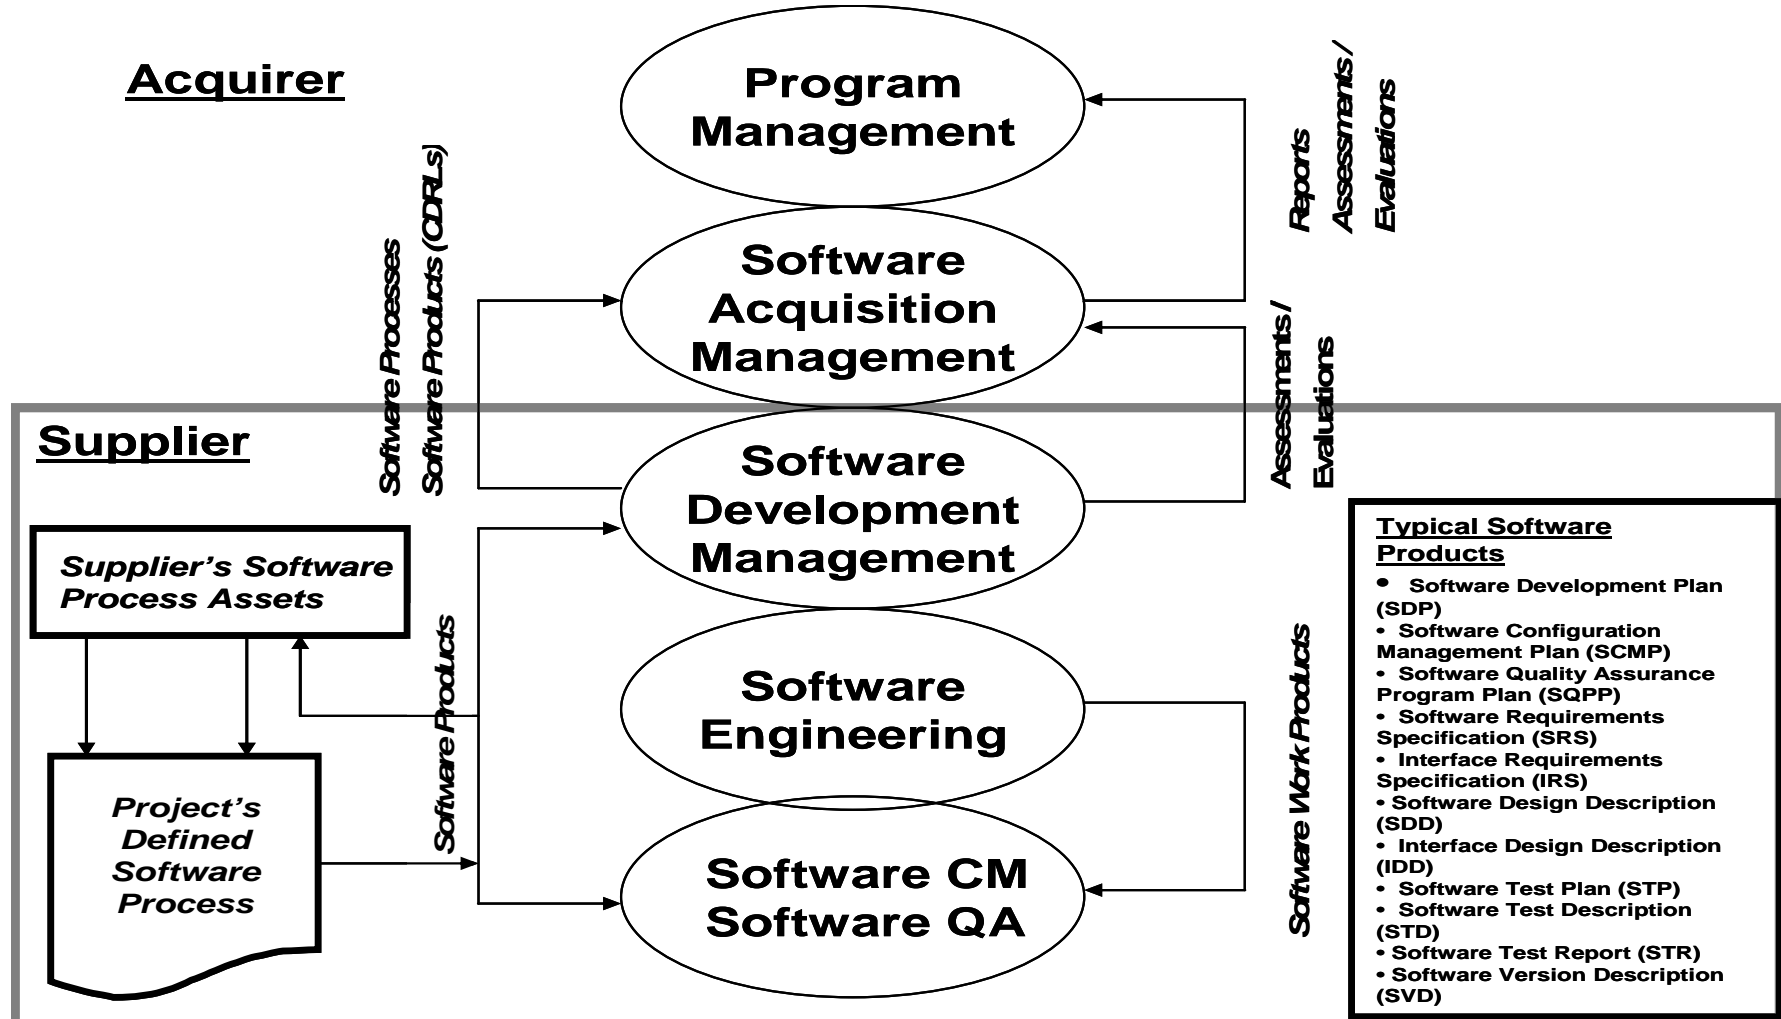 Acquirer
Program
Management
Reports
Assessments /
Evaluations
Software Processes
Software Products (CDRLs)
Software
Acquisition
Management
Assessments /
Evaluations
Supplier
Software
Development
Management
Supplier's Software
Process Assets
Software Products
Software
Engineering
Software Work Products
Project's
Defined
Software
Process
Software CM
Software QA
Typical Software
Products
• Software Development Plan
(SDP)
• Software Configuration
Management Plan (SCMP)
• Software Quality Assurance
Program Plan (SQPP)
• Software Requirements
Specification (SRS)
• Interface Requirements
Specification (IRS)
• Software Design Description
(SDD)
• Interface Design Description
(IDD)
• Software Test Plan (STP)
• Software Test Description
(STD)
• Software Test Report (STR)
• Software Version Description
(SVD)